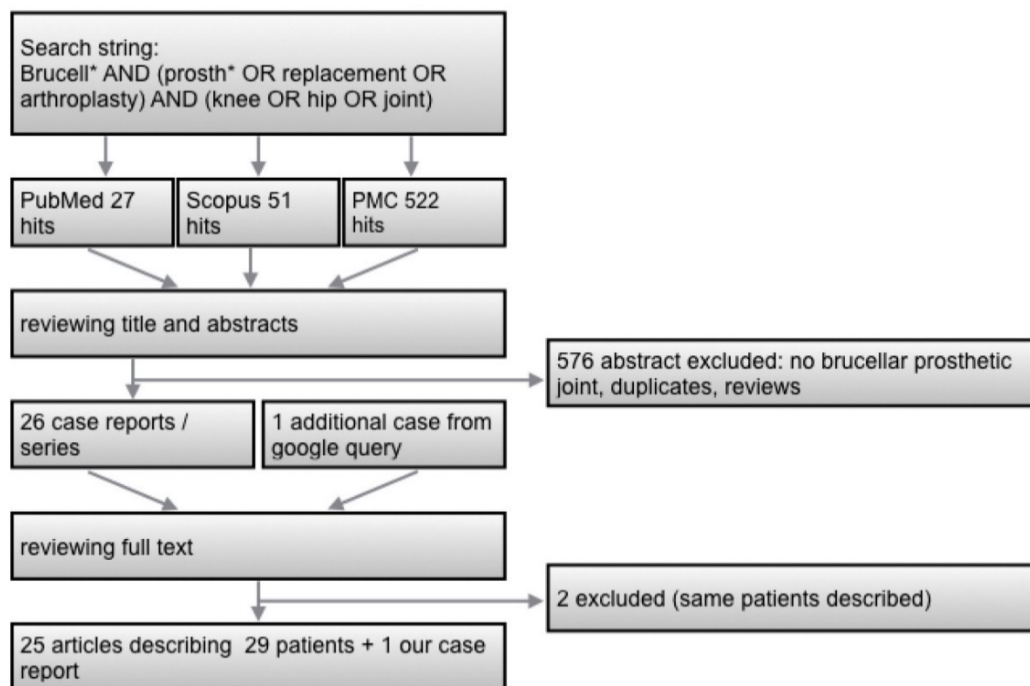 Search string:
Brucell* AND (prosth* OR replacement OR
arthroplasty) AND (knee OR hip OR joint)
PubMed 27
hits
Scopus 51
hits
PMC 522
hits
reviewing title and abstracts
576 abstract excluded: no brucellar prosthetic
joint, duplicates, reviews
26 case reports /
series
1 additional case from
google query
reviewing full text
2 excluded (same patients described)
25 articles describing  29 patients + 1 our case
report